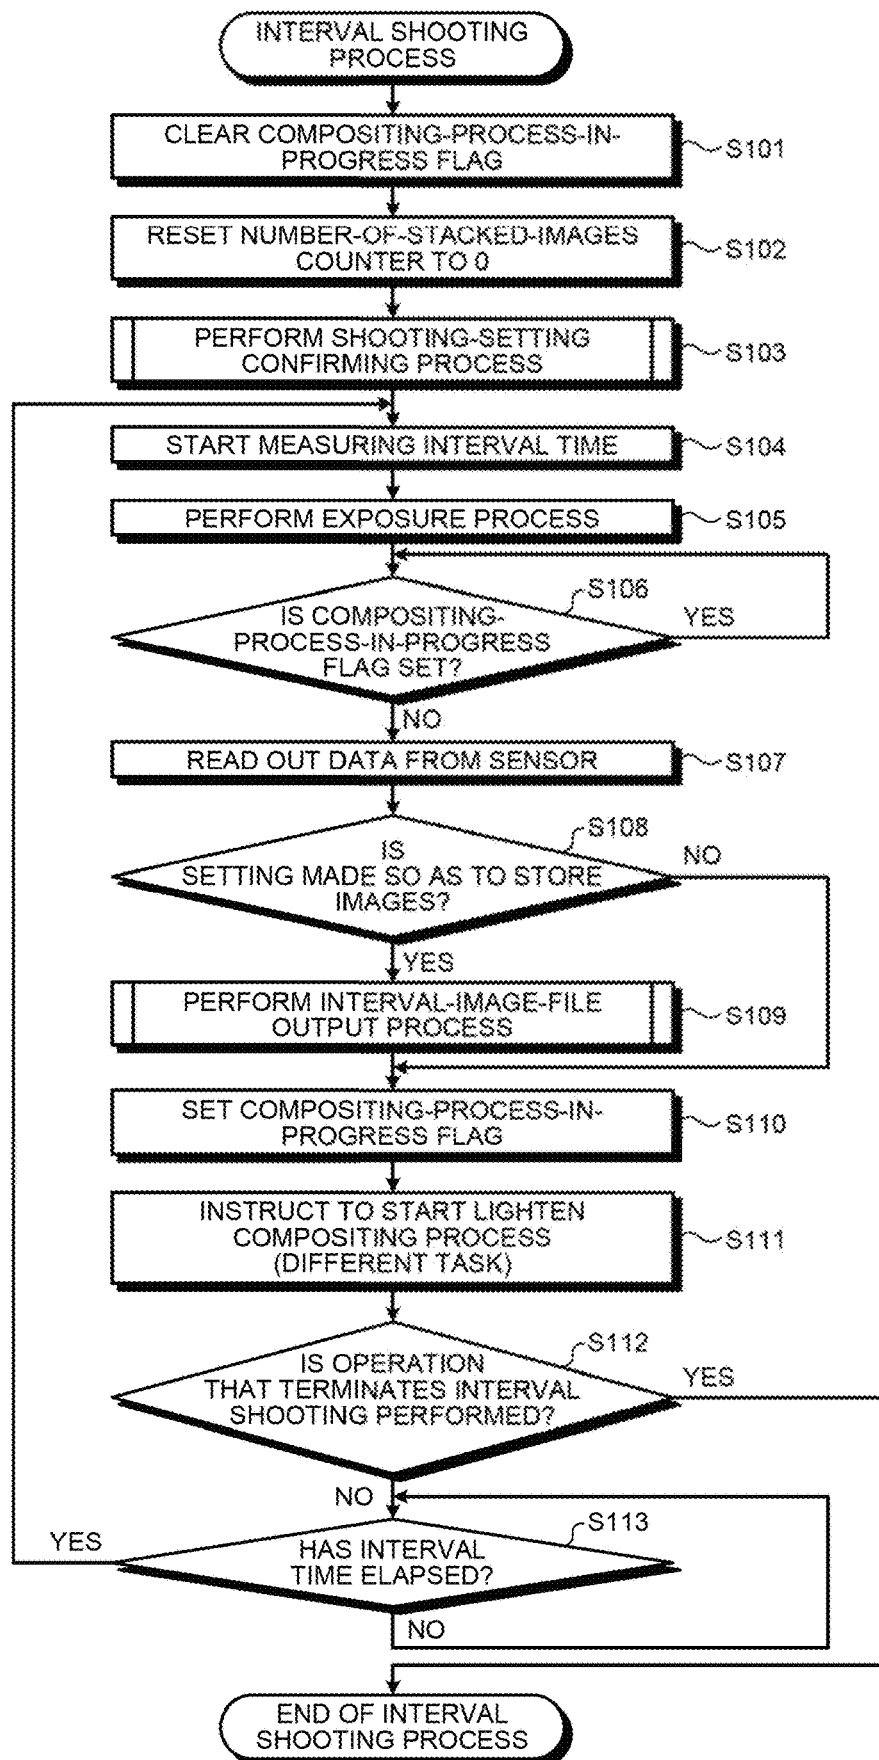 INTERVAL SHOOTING
PROCESS
CLEAR COMPOSITING-PROCESS-IN-
PROGRESS FLAG
S101
RESET NUMBER-OF-STACKED-IMAGES
COUNTER TO 0
S102
PERFORM SHOOTING-SETTING
CONFIRMING PROCESS
S103
START MEASURING INTERVAL TIME
S104
PERFORM EXPOSURE PROCESS
S105
S106
IS COMPOSITING-
PROCESS-IN-PROGRESS
FLAG SET?
YES
NO
READ OUT DATA FROM SENSOR
S107
S108
IS
SETTING MADE SO AS TO STORE
IMAGES?
NO
YES
PERFORM INTERVAL-IMAGE-FILE
OUTPUT PROCESS
S109
SET COMPOSITING-PROCESS-IN-
PROGRESS FLAG
S110
INSTRUCT TO START LIGHTEN
COMPOSITING PROCESS
(DIFFERENT TASK)
S111
S112
IS OPERATION
THAT TERMINATES INTERVAL
SHOOTING PERFORMED?
YES
NO
S113
YES
HAS INTERVAL
TIME ELAPSED?
NO
END OF INTERVAL
SHOOTING PROCESS